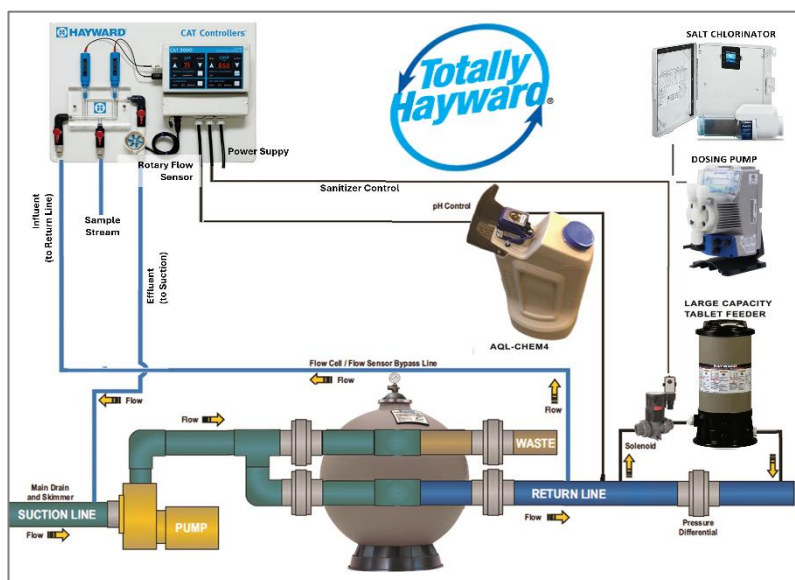 HAYWARD
CAT Controllers
CAT 2000
Power Suppy
Rotary Flow
Sensor
Sanitizer Control
pH Control
Sample
Stream
Influent
(to Return Line)
Effluent
(to Suction)
Totally
Hayward®
SALT CHLORINATOR
DOSING PUMP
LARGE CAPACITY
TABLET FEEDER
HAYWARD
AQL-CHEM4
Flow Cell / Flow Sensor Bypass Line
Flow
Flow
Flow
Flow
WASTE
Solenoid
Main Drain
and Skimmer
SUCTION LINE
Flow
PUMP
RETURN LINE
Flow
Pressure
Differential